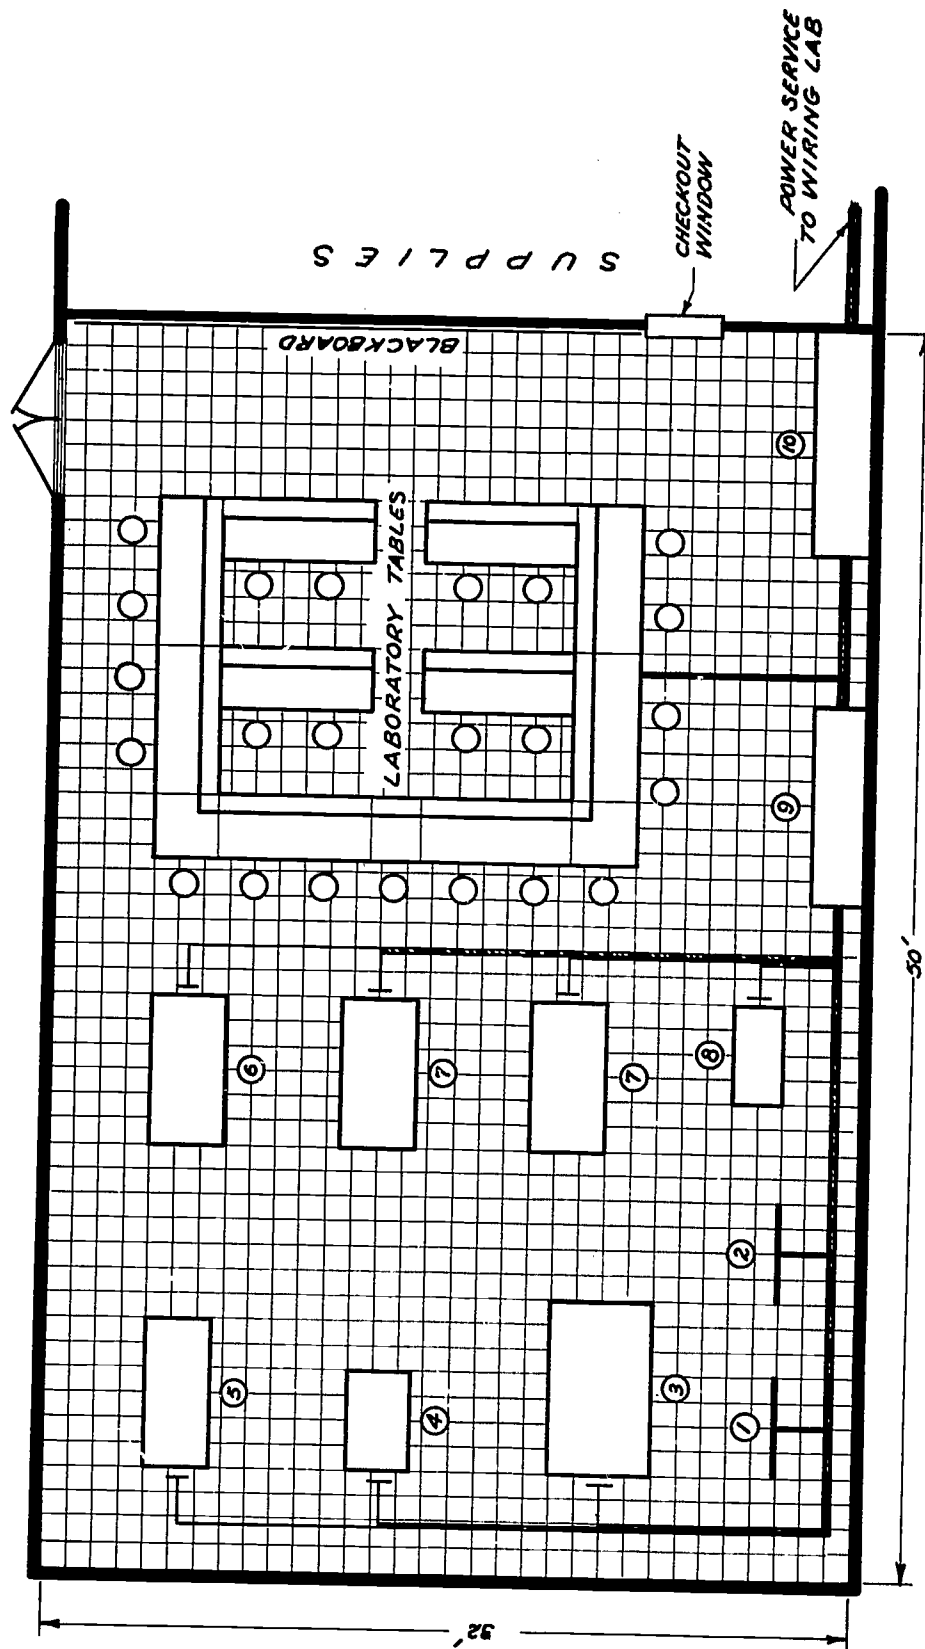 POWER SERVICE
TO WIRING LAB
CHECKOUT
WINDOW
SUPPLIES
BLACKBOARD
LABORATORY TABLES
10
9
6
7
7
8
5
4
3
2
1
50'
32'